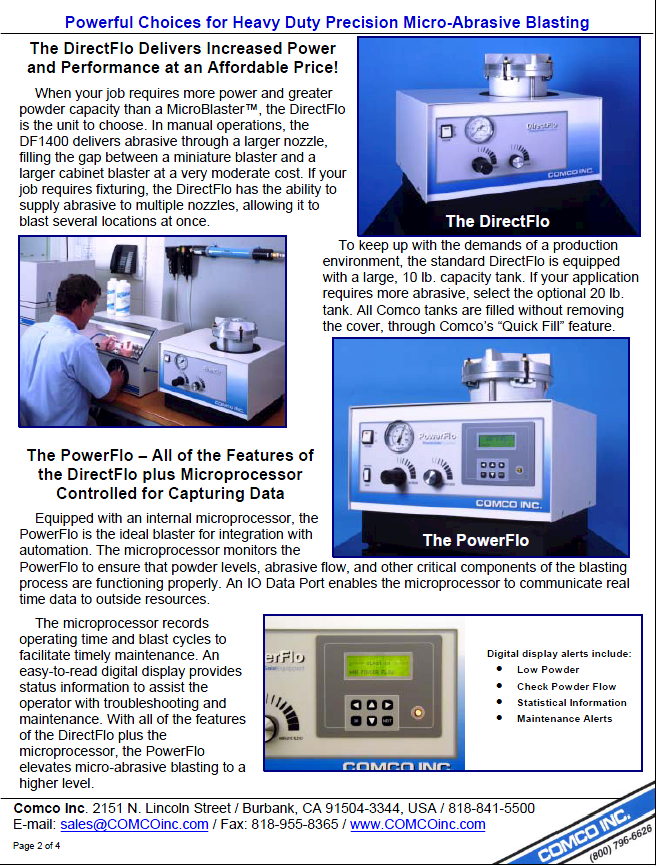 Powerful Choices for Heavy Duty Precision Micro-Abrasive Blasting
The DirectFlo Delivers Increased Power
and Performance at an Affordable Price!
When your job requires more power and greater
powder capacity than a MicroBlaster™, the DirectFlo
is the unit to choose. In manual operations, the
DF1400 delivers abrasive through a larger nozzle,
filling the gap between a miniature blaster and a
larger cabinet blaster at a very moderate cost. If your
job requires fixturing, the DirectFlo has the ability to
supply abrasive to multiple nozzles, allowing it to
blast several locations at once.
DirectFlo
COMCO INC.
The DirectFlo
To keep up with the demands of a production
environment, the standard DirectFlo is equipped
with a large, 10 lb. capacity tank. If your application
requires more abrasive, select the optional 20 lb.
tank. All Comco tanks are filled without removing
the cover, through Comco's “Quick Fill” feature.
COMCO INC.
PowerFlo
COMCO INC.
The PowerFlo
The PowerFlo – All of the Features of
the DirectFlo plus Microprocessor
Controlled for Capturing Data
Equipped with an internal microprocessor, the
PowerFlo is the ideal blaster for integration with
automation. The microprocessor monitors the
PowerFlo to ensure that powder levels, abrasive flow, and other critical components of the blasting
process are functioning properly. An IO Data Port enables the microprocessor to communicate real
time data to outside resources.
The microprocessor records
operating time and blast cycles to
facilitate timely maintenance. An
easy-to-read digital display provides
status information to assist the
operator with troubleshooting and
maintenance. With all of the features
of the DirectFlo plus the
microprocessor, the PowerFlo
elevates micro-abrasive blasting to a
higher level.
erFlo
NEXT
COMCO INC.
Digital display alerts include:
• Low Powder
• Check Powder Flow
• Statistical Information
• Maintenance Alerts
Comco Inc. 2151 N. Lincoln Street / Burbank, CA 91504-3344, USA / 818-841-5500
E-mail: sales@COMCOinc.com / Fax: 818-955-8365 / www.COMCOinc.com
Page 2 of 4
COMCO INC.
(800) 796-6626